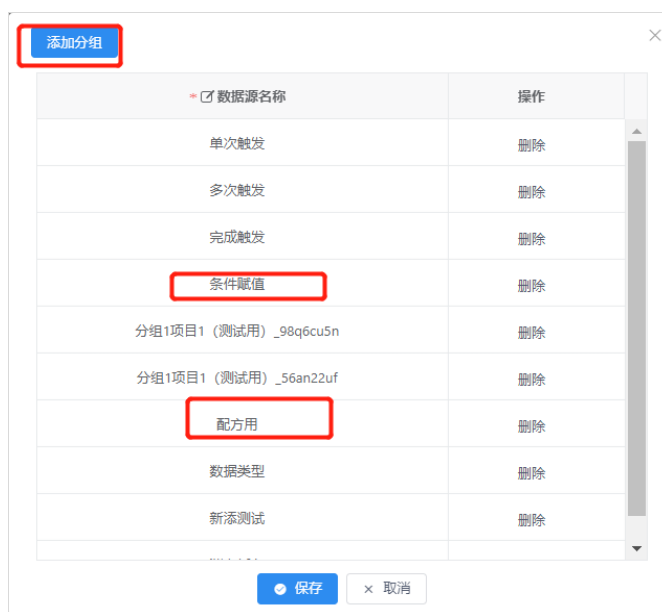 添加分组
* 数据源名称 操作
单次触发 删除
多次触发 删除
完成触发 删除
条件赋值 删除
分组1项目1（测试用）_98q6cu5n 删除
分组1项目1（测试用）_56an22uf 删除
配方用 删除
数据类型 删除
新添测试 删除
保存 × 取消